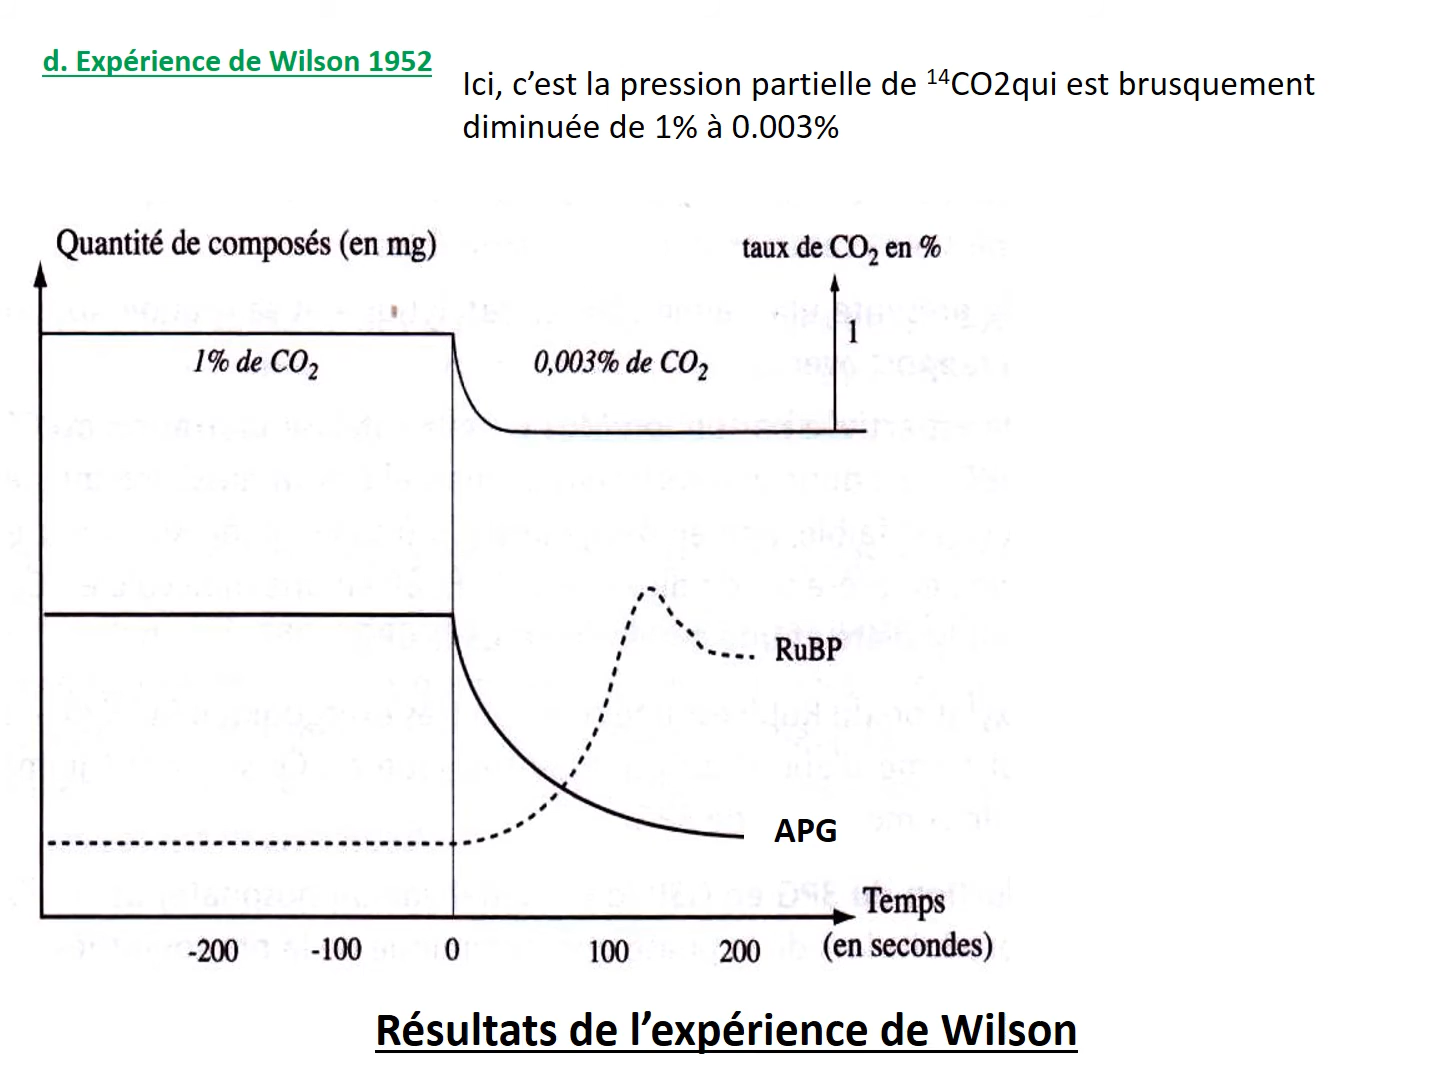 d. Expérience de Wilson 1952
Ici, c’est la pression partielle de ¹⁴CO2qui est brusquement
diminuée de 1% à 0.003%
Quantité de composés (en mg)
taux de CO₂ en %
1
1% de CO₂
0,003% de CO₂
RuBP
APG
Temps
(en secondes)
-200 -100 0 100 200
Résultats de l’expérience de Wilson